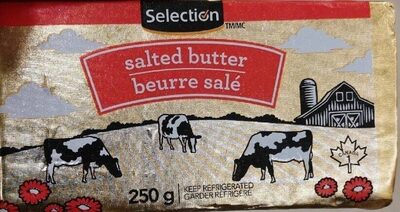 Selection
TM/MC
salted butter
beurre salé
250 g
KEEP REFRIGERATED
GARDER RÉFRIGÉRÉ